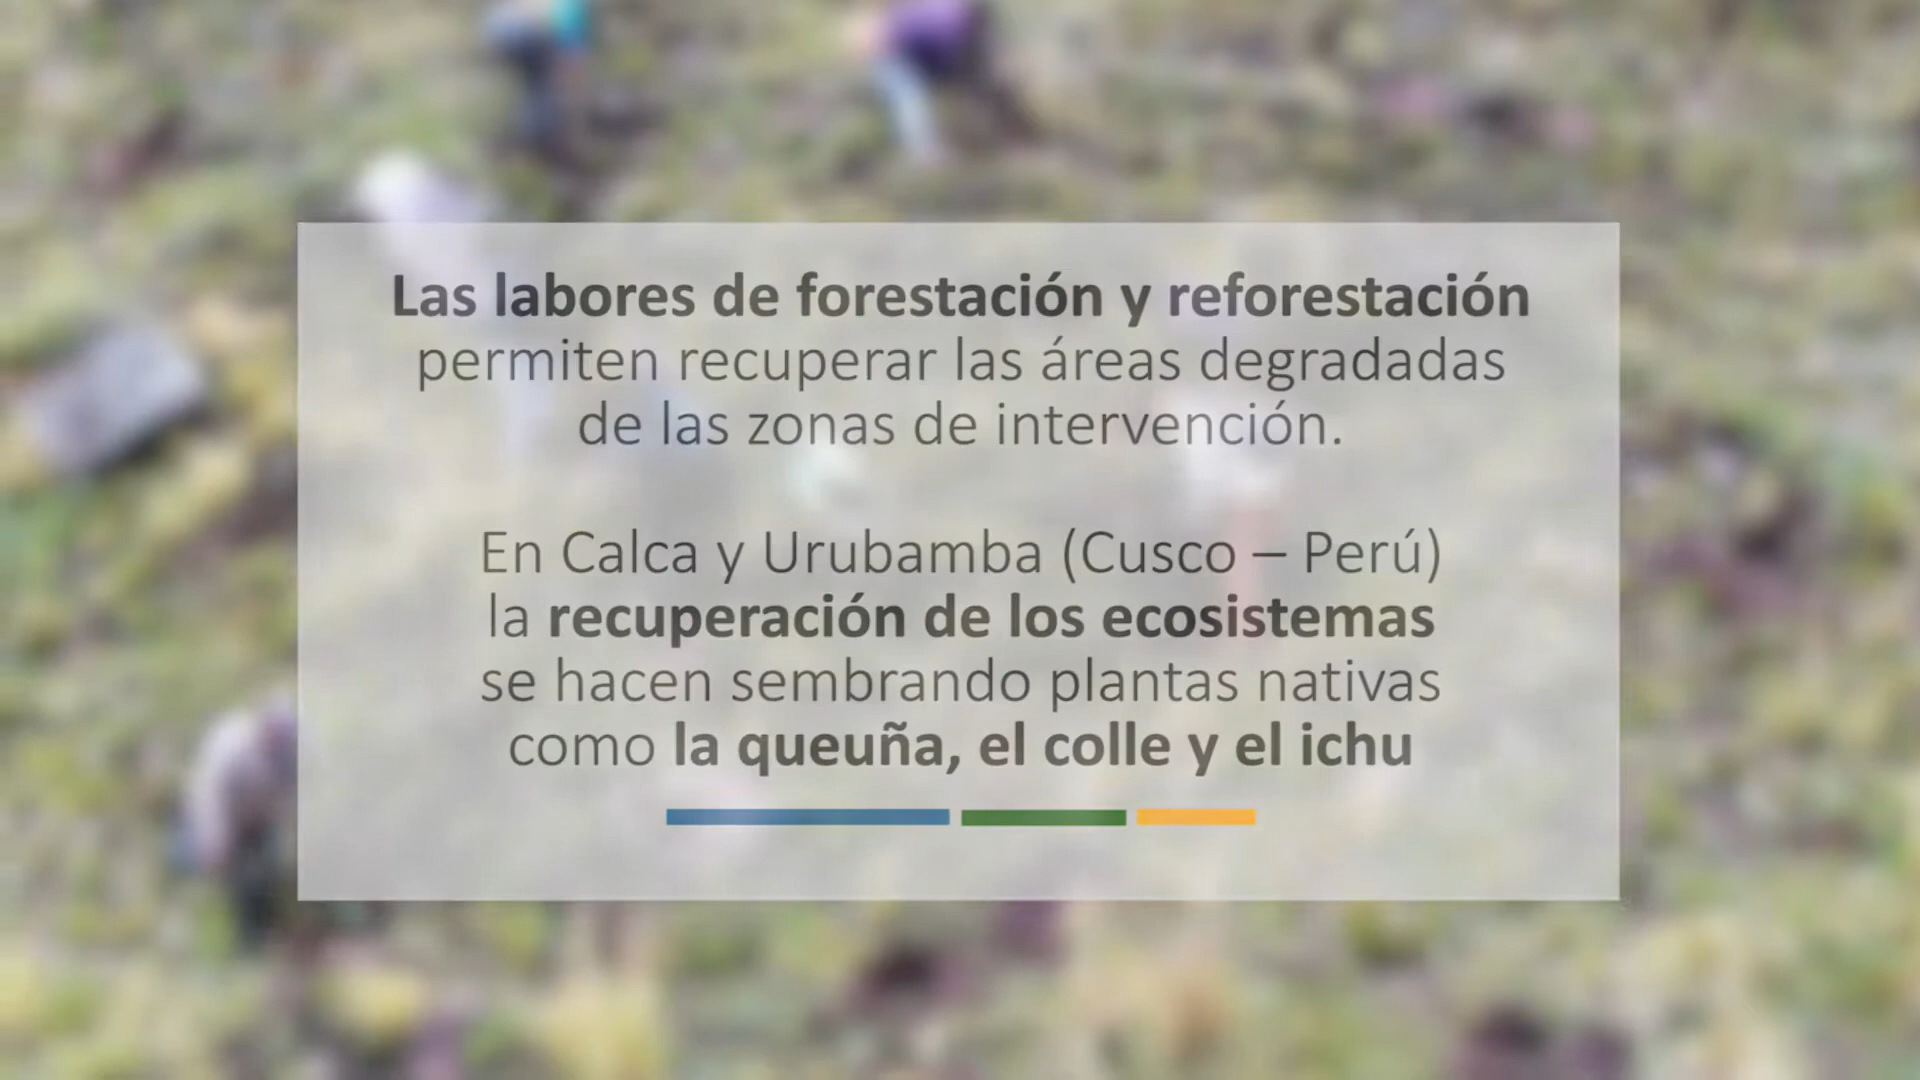 Las labores de forestación y reforestación
permiten recuperar las áreas degradadas
de las zonas de intervención.
En Calca y Urubamba (Cusco – Perú)
la recuperación de los ecosistemas
se hacen sembrando plantas nativas
como la queuña, el colle y el ichu